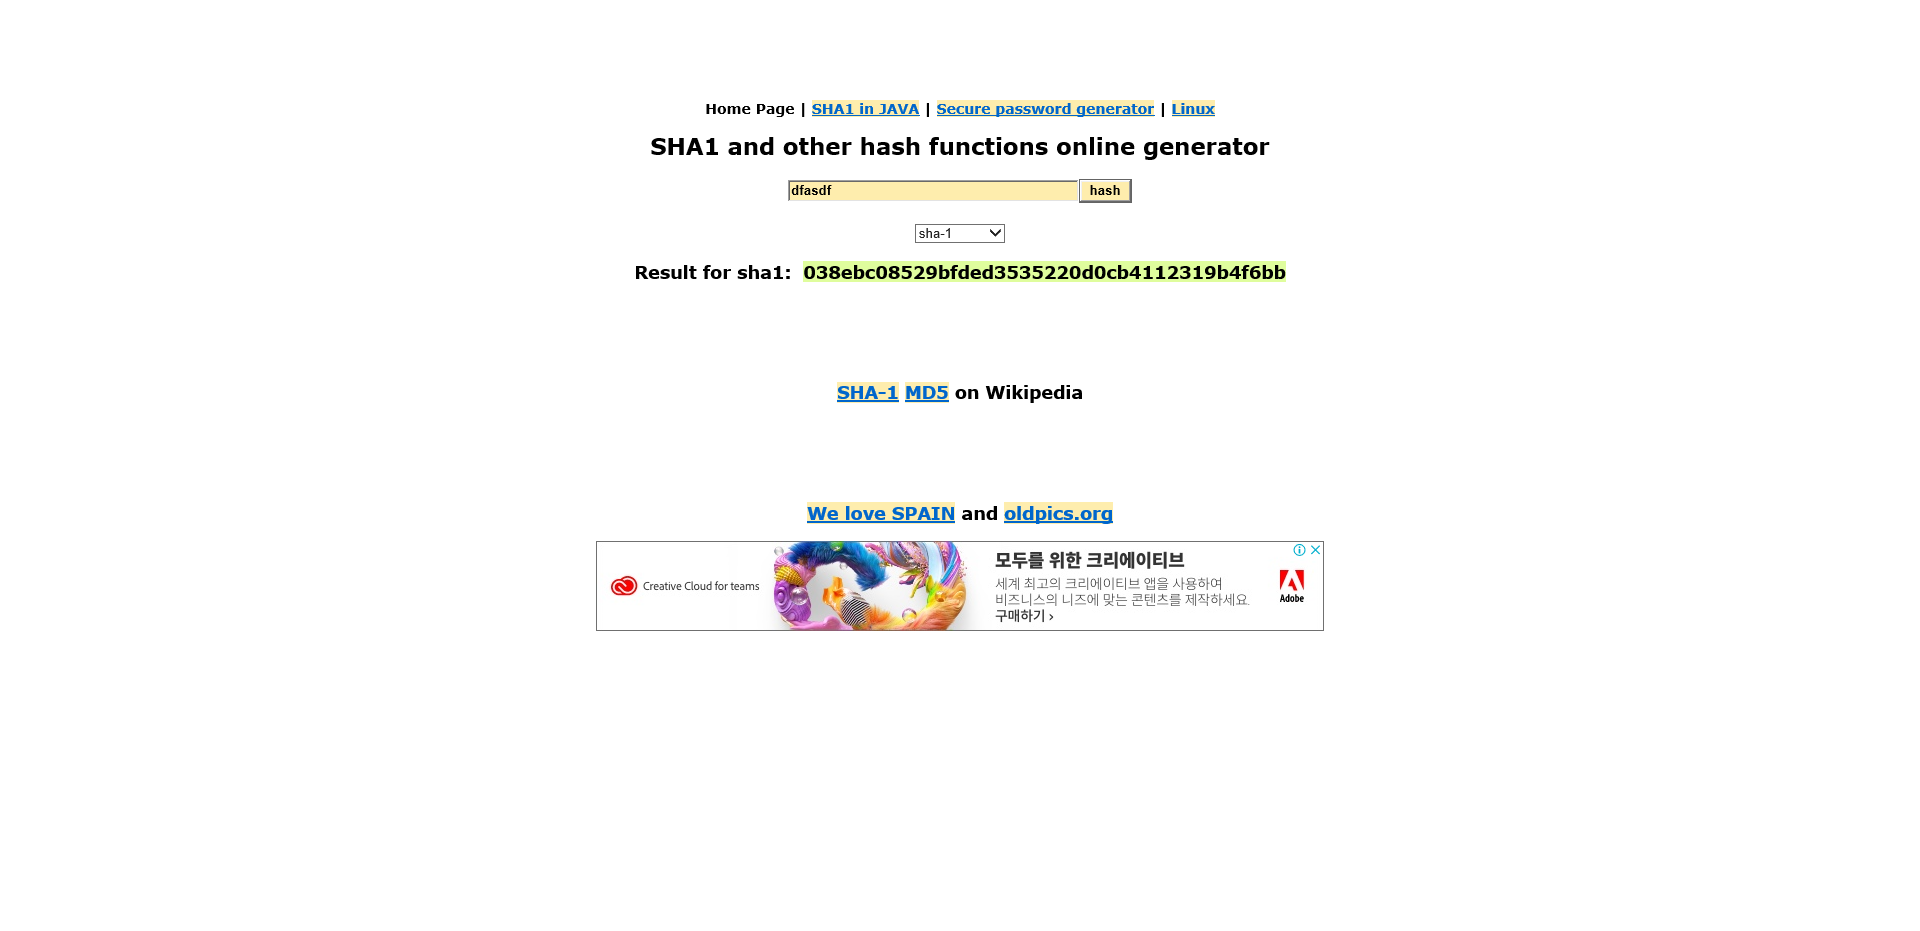 Home Page | SHA1 in JAVA | Secure password generator | Linux
SHA1 and other hash functions online generator
dfasdf hash
sha-1
Result for sha1: 038ebc08529bfded3535220d0cb4112319b4f6bb
SHA-1 MD5 on Wikipedia
We love SPAIN and oldpics.org
Creative Cloud for teams
모두를 위한 크리에이티브
세계 최고의 크리에이티브 앱을 사용하여
비즈니스의 니즈에 맞는 콘텐츠를 제작하세요.
구매하기 ›
Adobe